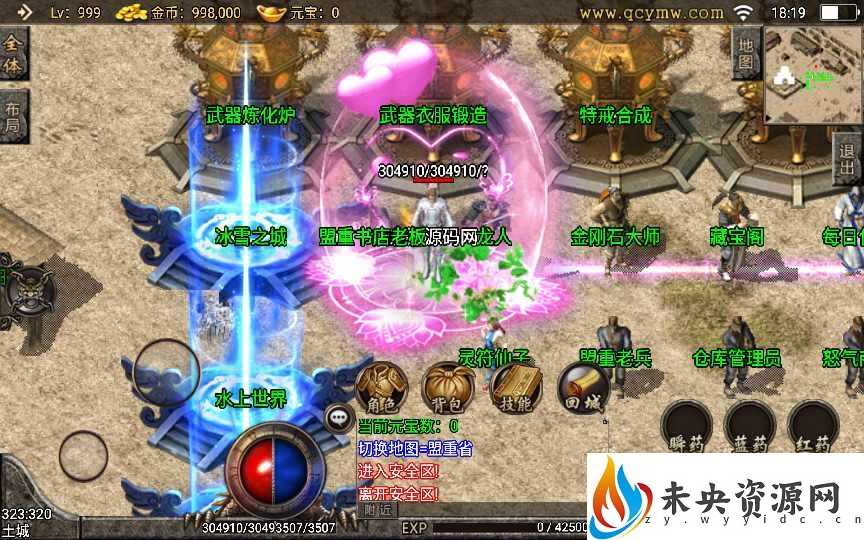 Lv: 999 金币: 998,000 元宝: 0 www.qcymw.com 18:19
全体
地图
布局
武器炼化炉 武器衣服锻造 特戒合成
退出
304910/304910/?
冰雪之城 盟重书店老板源码网龙人 金刚石大师 藏宝阁 每日
灵符仙子 盟重老兵 仓库管理员 怒气
水上世界
角色 背包 技能 回城
当前元宝数: 0
切换地图=盟重省
进入安全区!
离开安全区!
附近
瞬药 蓝药 红药
323:320
土城
304910/30493507/3507
EXP 0/42500
未央资源网
zy.wyyidc.cn